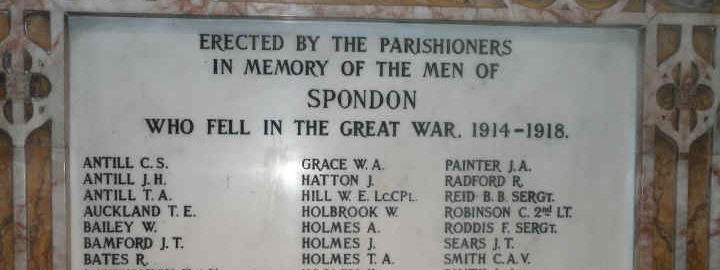 ERECTED BY THE PARISHIONERS
IN MEMORY OF THE MEN OF
SPONDON
WHO FELL IN THE GREAT WAR. 1914-1918.
ANTILL C.S.
ANTILL J.H.
ANTILL T.A.
AUCKLAND T.E.
BAILEY W.
BAMFORD J.T.
BATES R.
GRACE W.A.
HATTON J.
HILL W.E. LcCPL.
HOLBROOK W.
HOLMES A.
HOLMES J.
HOLMES T.A.
PAINTER J.A.
RADFORD R.
REID B.B. SERGT.
ROBINSON C. 2nd LT.
RODDIS F. SERGT.
SEARS J.T.
SMITH C.A.V.